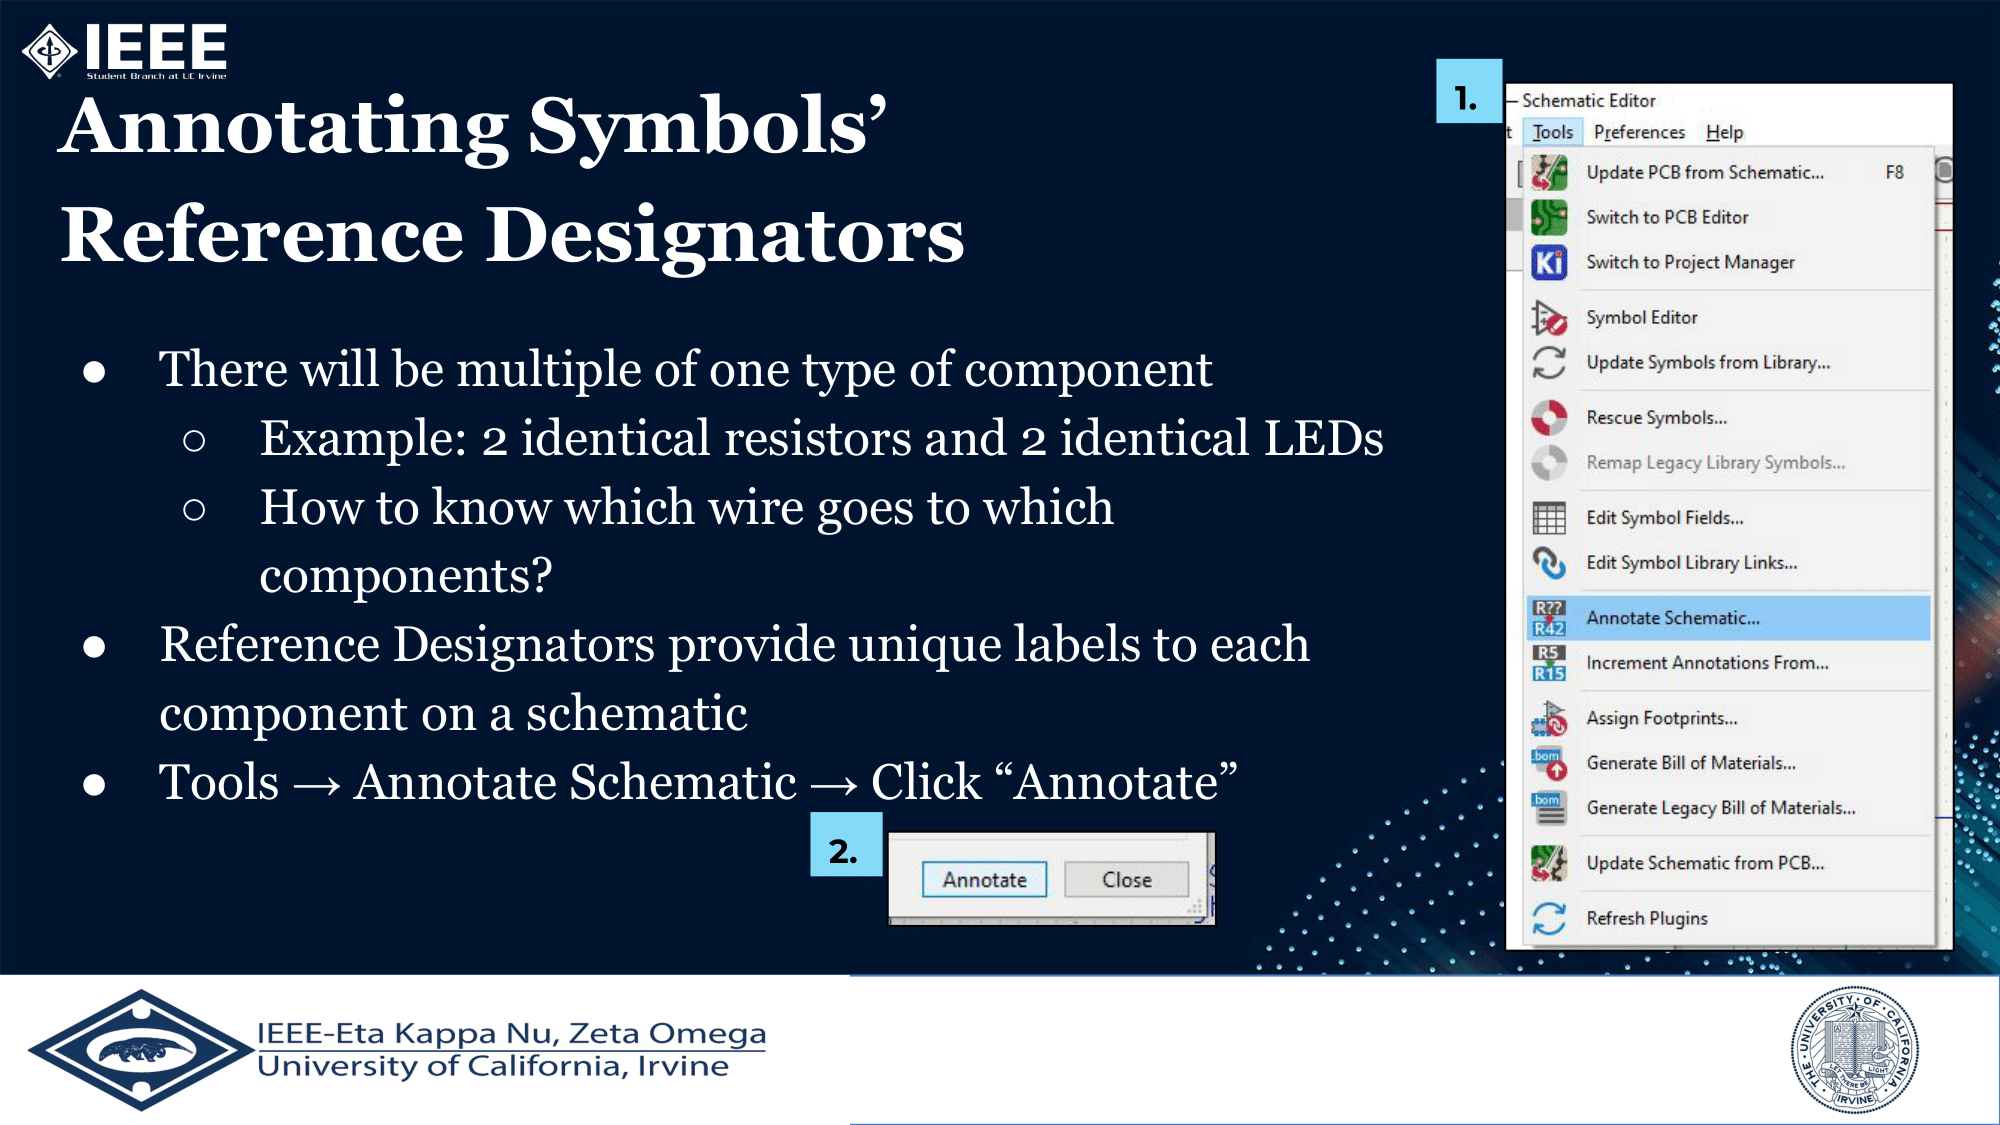 IEEE
Student Branch at UC Irvine
Annotating Symbols’
Reference Designators
● There will be multiple of one type of component
○ Example: 2 identical resistors and 2 identical LEDs
○ How to know which wire goes to which
components?
● Reference Designators provide unique labels to each
component on a schematic
● Tools → Annotate Schematic → Click “Annotate”
1.
— Schematic Editor
t Tools Preferences Help
Update PCB from Schematic... F8
Switch to PCB Editor
Ki Switch to Project Manager
Symbol Editor
Update Symbols from Library...
Rescue Symbols...
Remap Legacy Library Symbols...
Edit Symbol Fields...
Edit Symbol Library Links...
R??
R42
Annotate Schematic...
R5
R15
Increment Annotations From...
Assign Footprints...
.bom Generate Bill of Materials...
.bom Generate Legacy Bill of Materials...
Update Schematic from PCB...
Refresh Plugins
2.
Annotate Close
IEEE-Eta Kappa Nu, Zeta Omega
University of California, Irvine
THE UNIVERSITY OF CALIFORNIA
LET THERE BE LIGHT
IRVINE